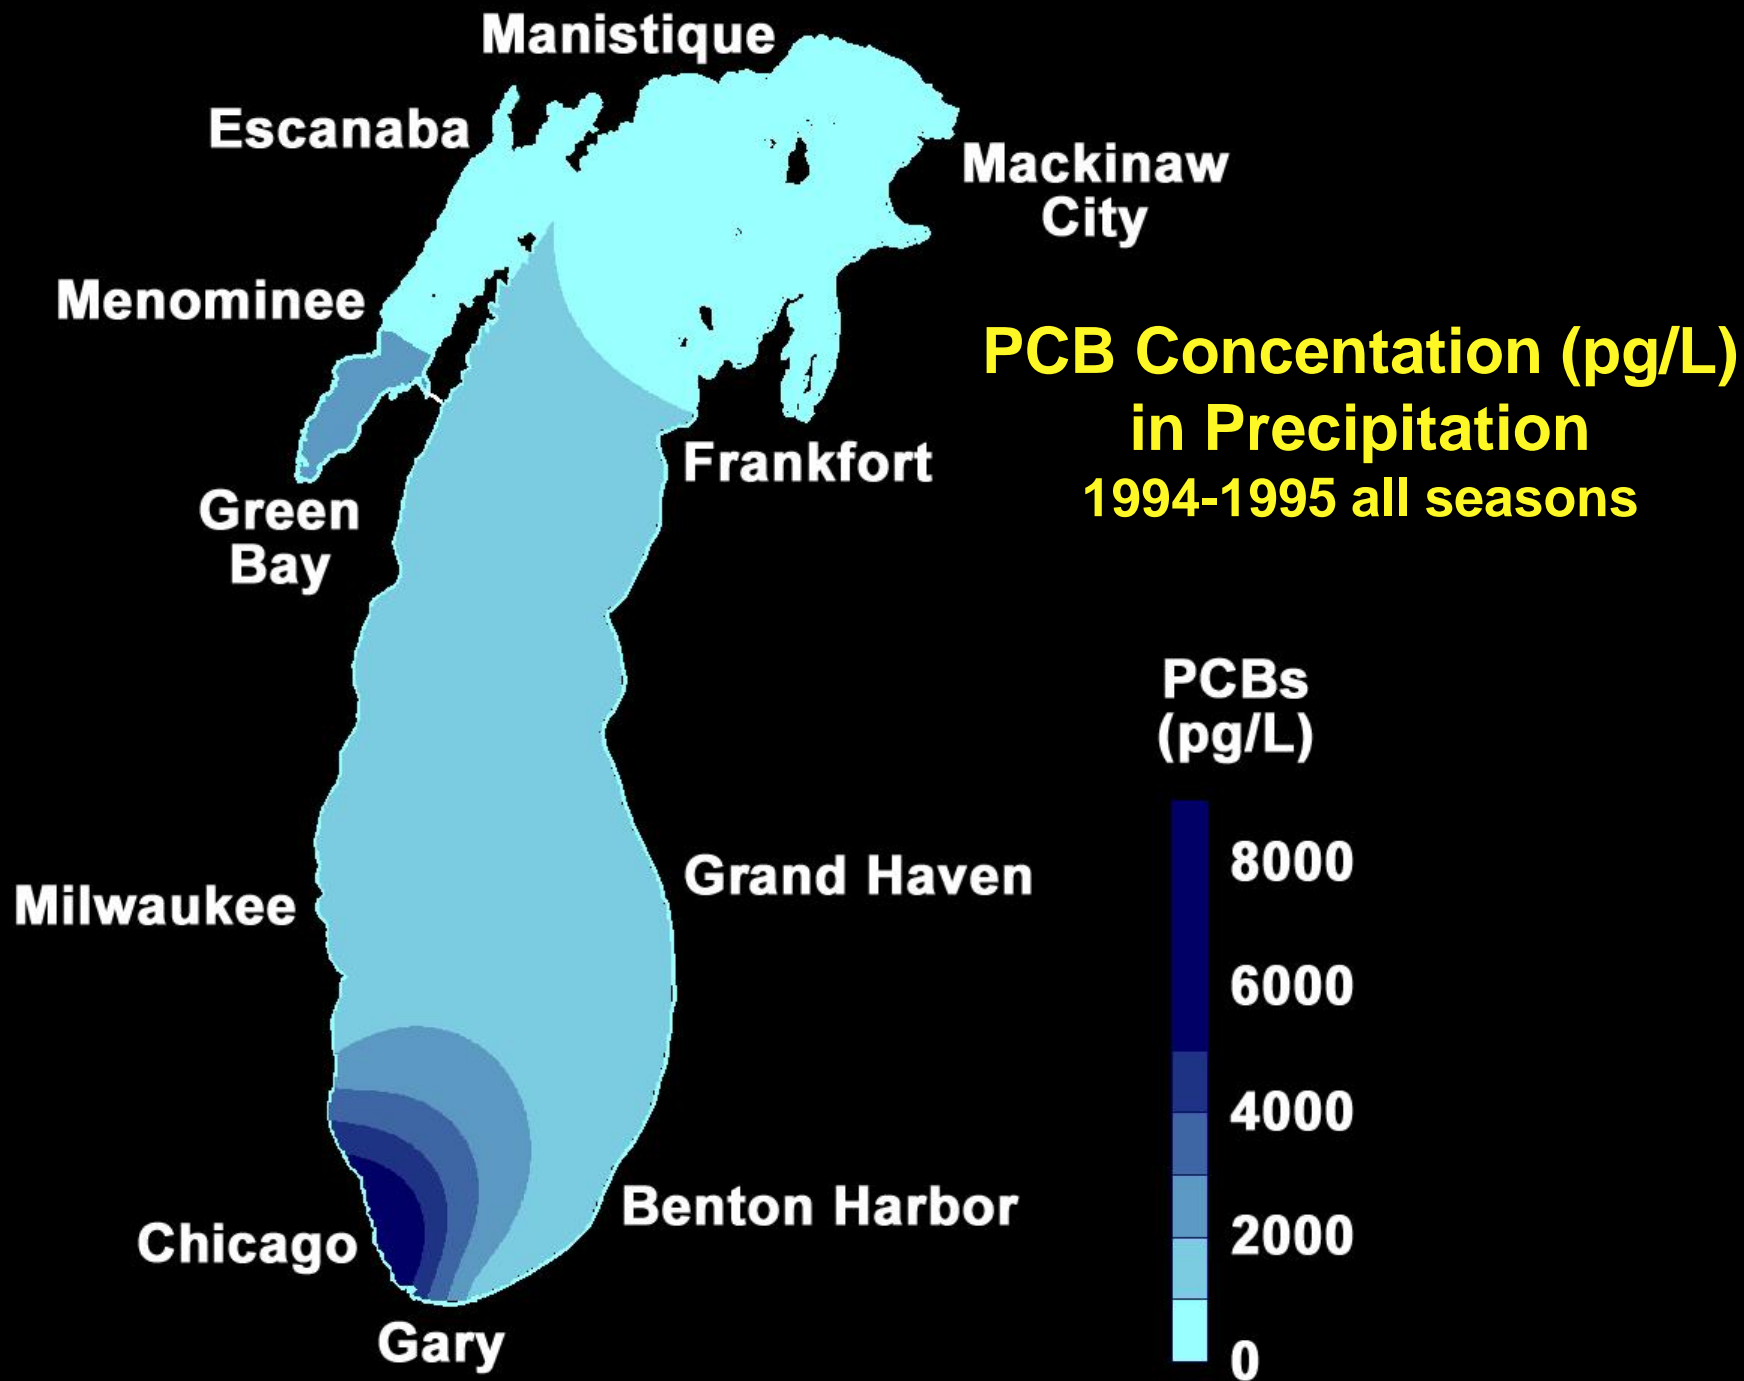 Manistique
Escanaba
Mackinaw
City
Menominee
PCB Concentation (pg/L)
in Precipitation
1994-1995 all seasons
Frankfort
Green
Bay
PCBs
(pg/L)
8000
6000
4000
2000
0
Grand Haven
Milwaukee
Benton Harbor
Chicago
Gary